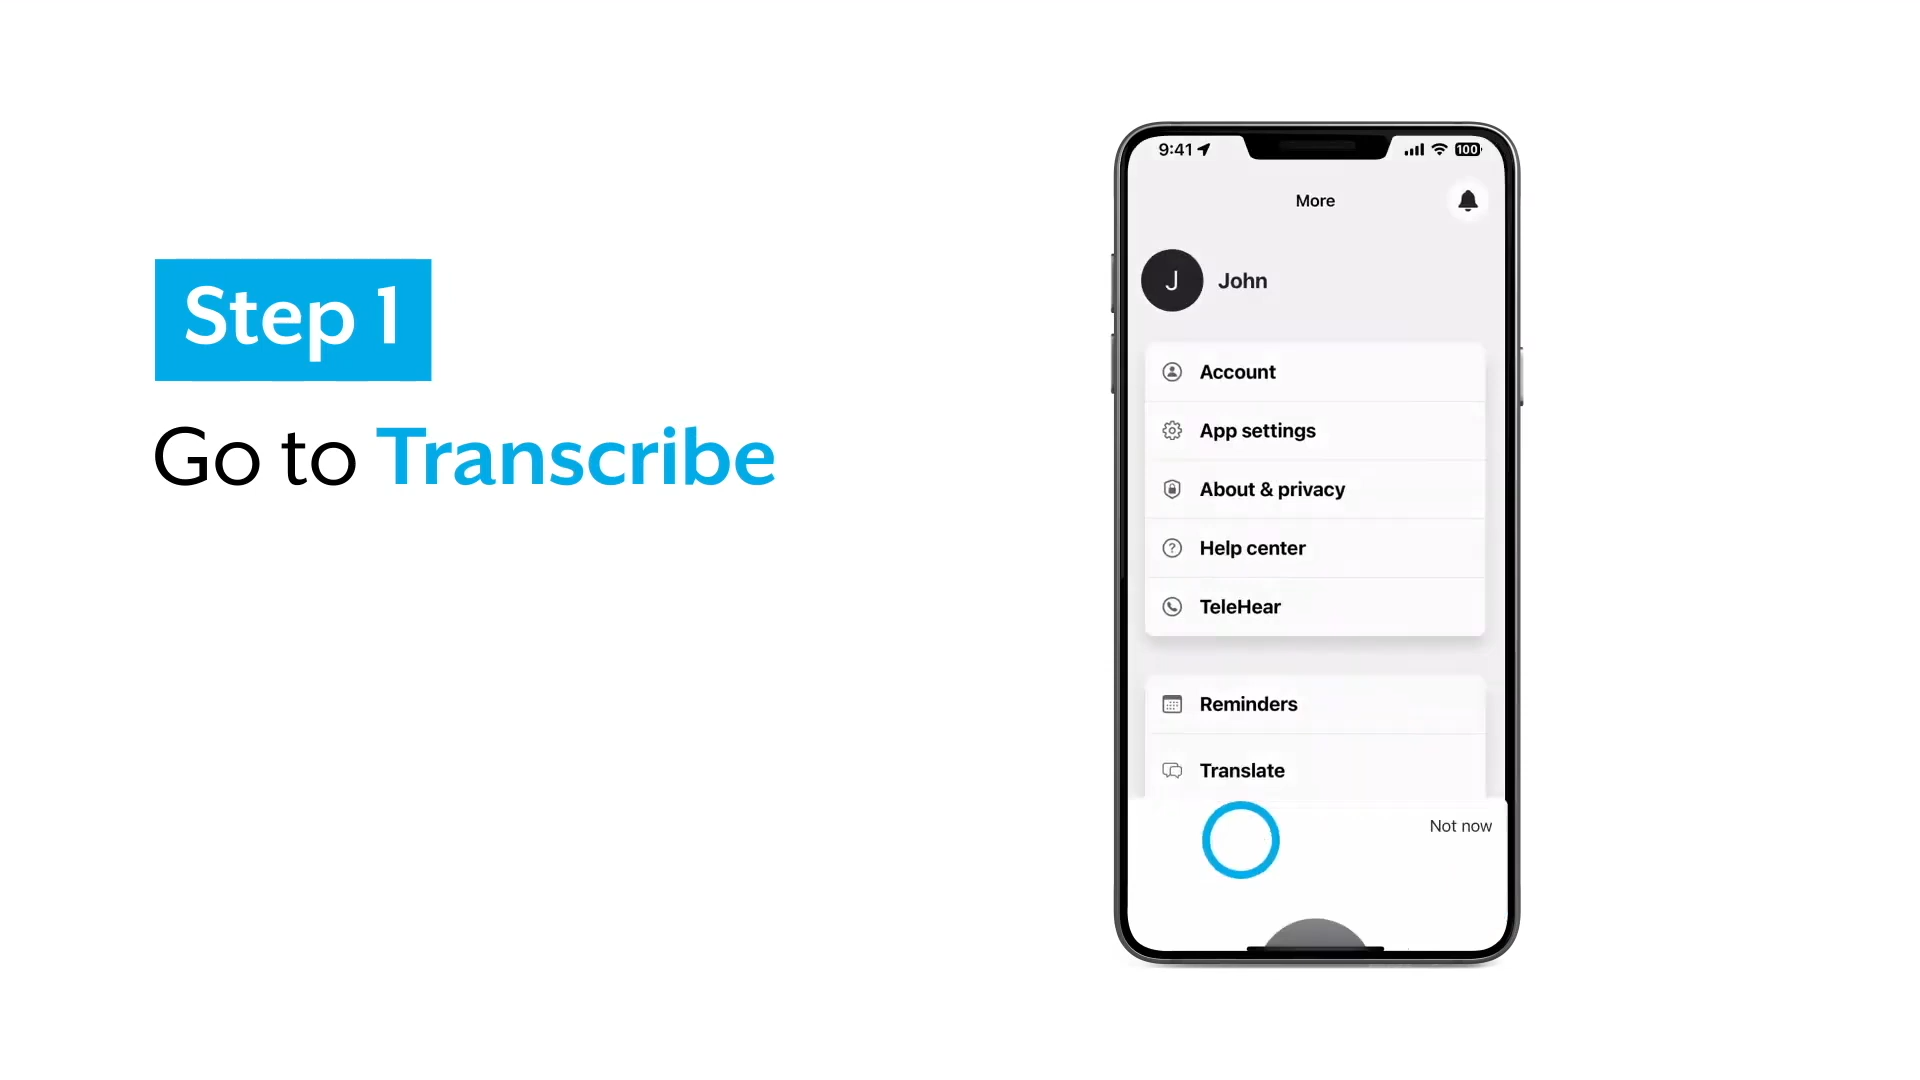 Step 1
Go to Transcribe
9:41
100
More
J
John
Account
App settings
About & privacy
Help center
TeleHear
Reminders
Translate
Not now